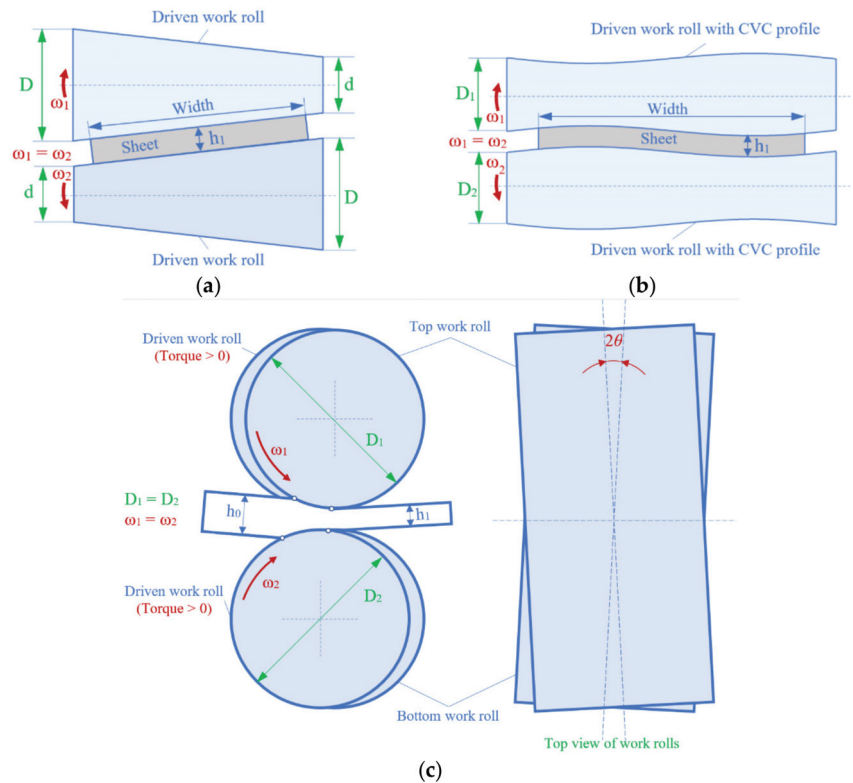 Driven work roll
D
d
ω₁
Width
Sheet
h₁
ω₁ = ω₂
ω₂
d
D
Driven work roll
(a)
Driven work roll with CVC profile
D₁
ω₁
Width
Sheet
h₁
ω₁ = ω₂
ω₂
D₂
Driven work roll with CVC profile
(b)
Driven work roll
(Torque > 0)
Top work roll
2θ
D₁
ω₁
D₁ = D₂
ω₁ = ω₂
h₀
h₁
ω₂
D₂
Driven work roll
(Torque > 0)
Bottom work roll
Top view of work rolls
(c)